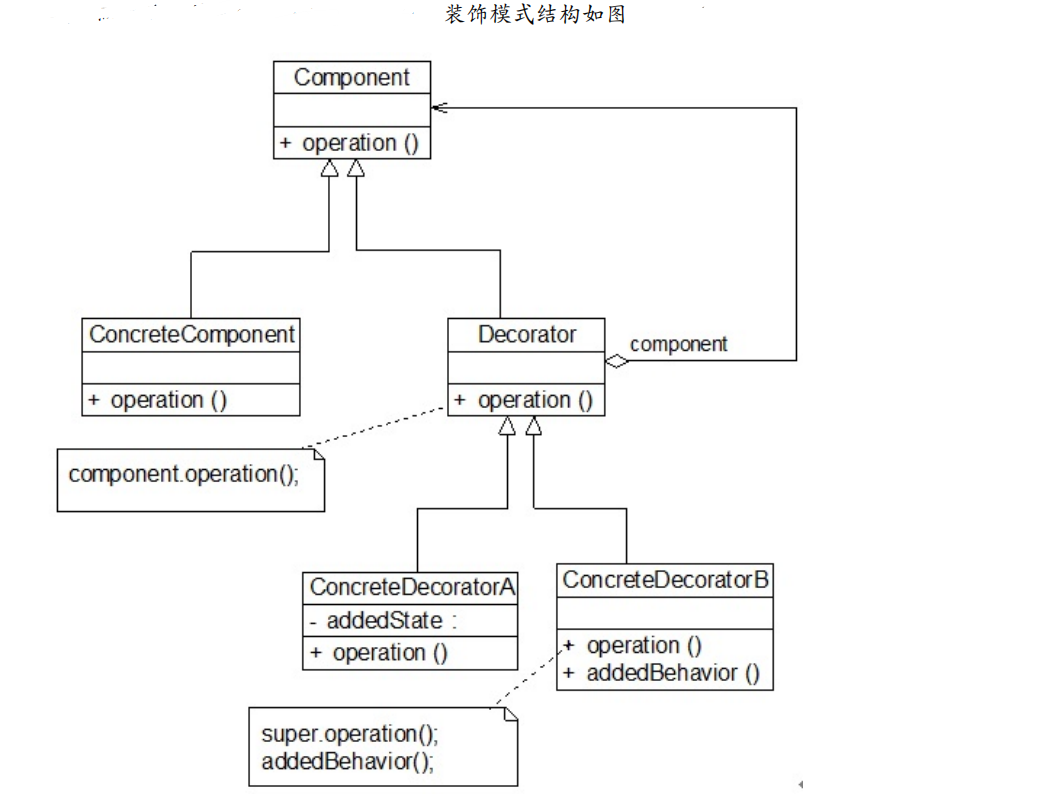 装饰模式结构如图
Component
+ operation ()
ConcreteComponent
+ operation ()
Decorator
+ operation ()
component
component.operation();
ConcreteDecoratorA
- addedState :
+ operation ()
ConcreteDecoratorB
+ operation ()
+ addedBehavior ()
super.operation();
addedBehavior();